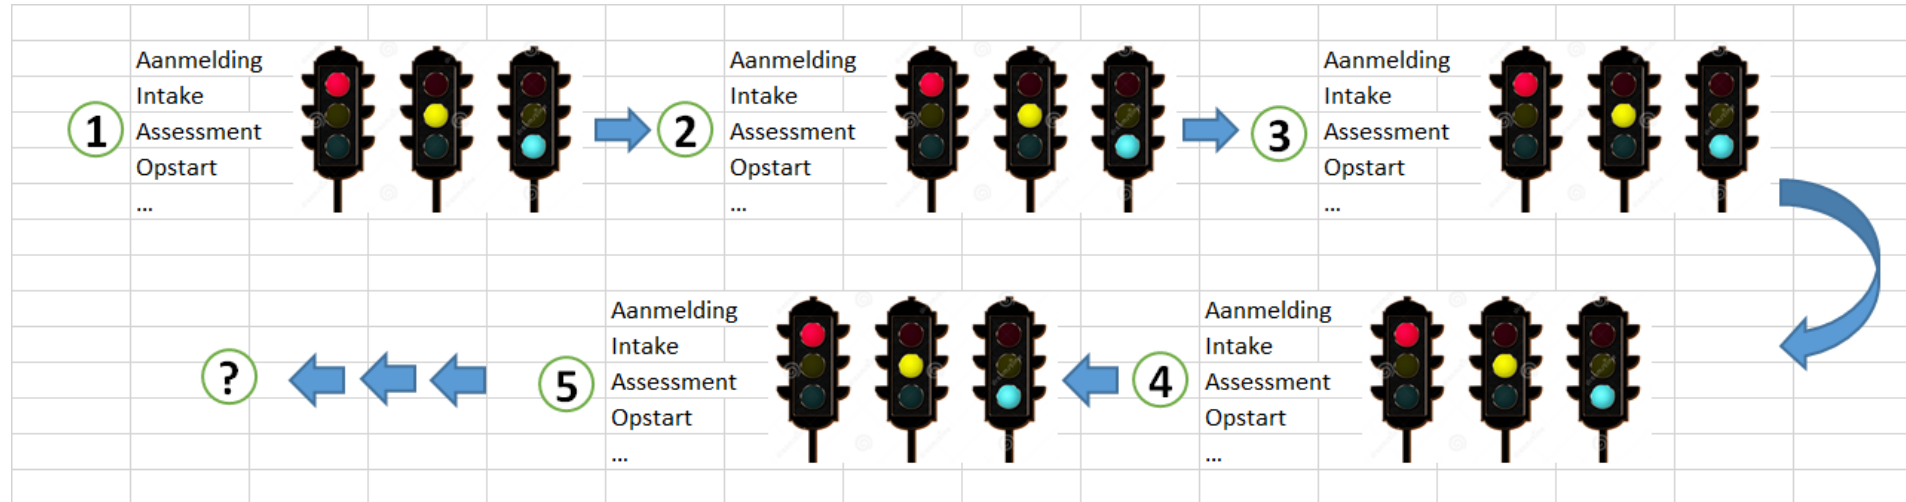 1
Aanmelding
Intake
Assessment
Opstart
...
2
Aanmelding
Intake
Assessment
Opstart
...
3
Aanmelding
Intake
Assessment
Opstart
...
4
Aanmelding
Intake
Assessment
Opstart
...
5
Aanmelding
Intake
Assessment
Opstart
...
?